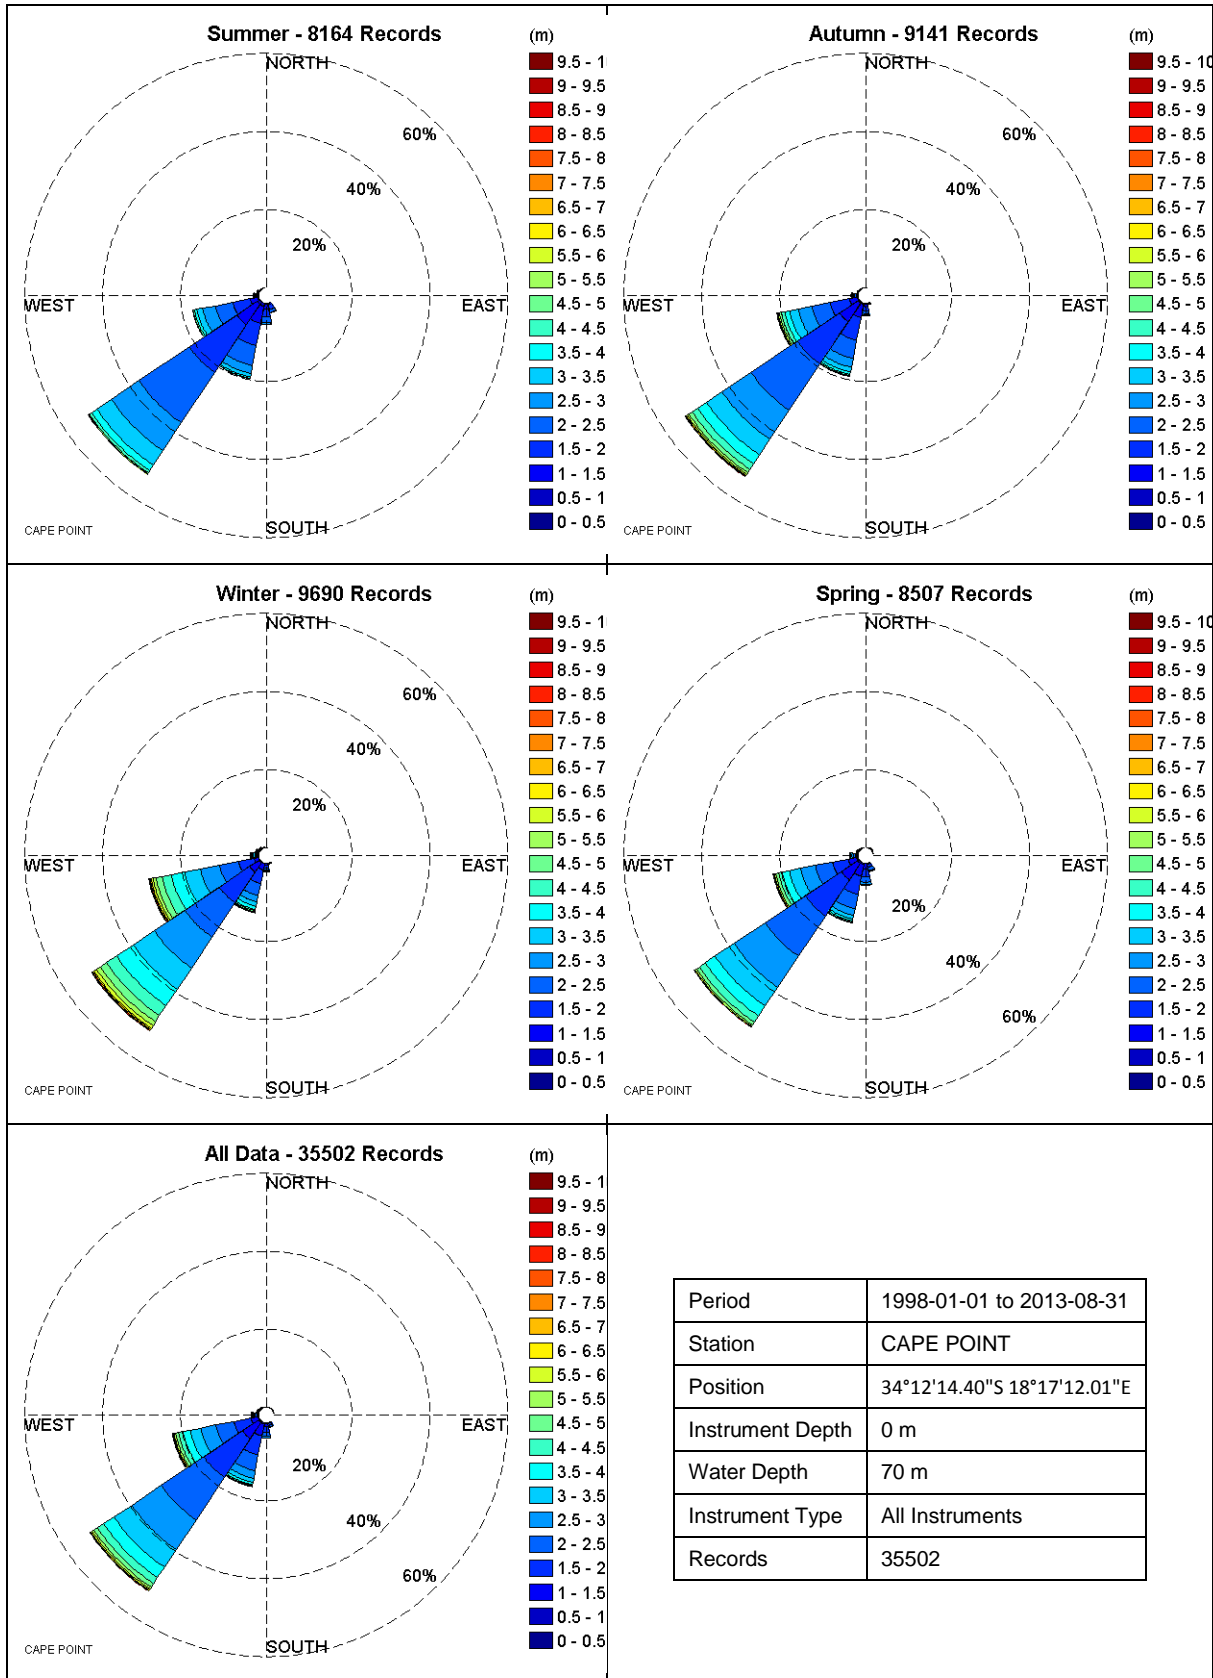 Summer - 8164 Records
(m)
NORTH
60%
40%
20%
WEST
EAST
SOUTH
CAPE POINT
9.5 - 1
9 - 9.5
8.5 - 9
8 - 8.5
7.5 - 8
7 - 7.5
6.5 - 7
6 - 6.5
5.5 - 6
5 - 5.5
4.5 - 5
4 - 4.5
3.5 - 4
3 - 3.5
2.5 - 3
2 - 2.5
1.5 - 2
1 - 1.5
0.5 - 1
0 - 0.5
Autumn - 9141 Records
(m)
NORTH
60%
40%
20%
WEST
EAST
SOUTH
CAPE POINT
9.5 - 10
9 - 9.5
8.5 - 9
8 - 8.5
7.5 - 8
7 - 7.5
6.5 - 7
6 - 6.5
5.5 - 6
5 - 5.5
4.5 - 5
4 - 4.5
3.5 - 4
3 - 3.5
2.5 - 3
2 - 2.5
1.5 - 2
1 - 1.5
0.5 - 1
0 - 0.5
Winter - 9690 Records
(m)
NORTH
60%
40%
20%
WEST
EAST
SOUTH
CAPE POINT
9.5 - 1
9 - 9.5
8.5 - 9
8 - 8.5
7.5 - 8
7 - 7.5
6.5 - 7
6 - 6.5
5.5 - 6
5 - 5.5
4.5 - 5
4 - 4.5
3.5 - 4
3 - 3.5
2.5 - 3
2 - 2.5
1.5 - 2
1 - 1.5
0.5 - 1
0 - 0.5
Spring - 8507 Records
(m)
NORTH
WEST
EAST
20%
40%
60%
SOUTH
CAPE POINT
9.5 - 10
9 - 9.5
8.5 - 9
8 - 8.5
7.5 - 8
7 - 7.5
6.5 - 7
6 - 6.5
5.5 - 6
5 - 5.5
4.5 - 5
4 - 4.5
3.5 - 4
3 - 3.5
2.5 - 3
2 - 2.5
1.5 - 2
1 - 1.5
0.5 - 1
0 - 0.5
All Data - 35502 Records
(m)
NORTH
WEST
EAST
20%
40%
60%
SOUTH
CAPE POINT
9.5 - 1
9 - 9.5
8.5 - 9
8 - 8.5
7.5 - 8
7 - 7.5
6.5 - 7
6 - 6.5
5.5 - 6
5 - 5.5
4.5 - 5
4 - 4.5
3.5 - 4
3 - 3.5
2.5 - 3
2 - 2.5
1.5 - 2
1 - 1.5
0.5 - 1
0 - 0.5
Period 1998-01-01 to 2013-08-31
Station CAPE POINT
Position 34°12'14.40"S 18°17'12.01"E
Instrument Depth 0 m
Water Depth 70 m
Instrument Type All Instruments
Records 35502